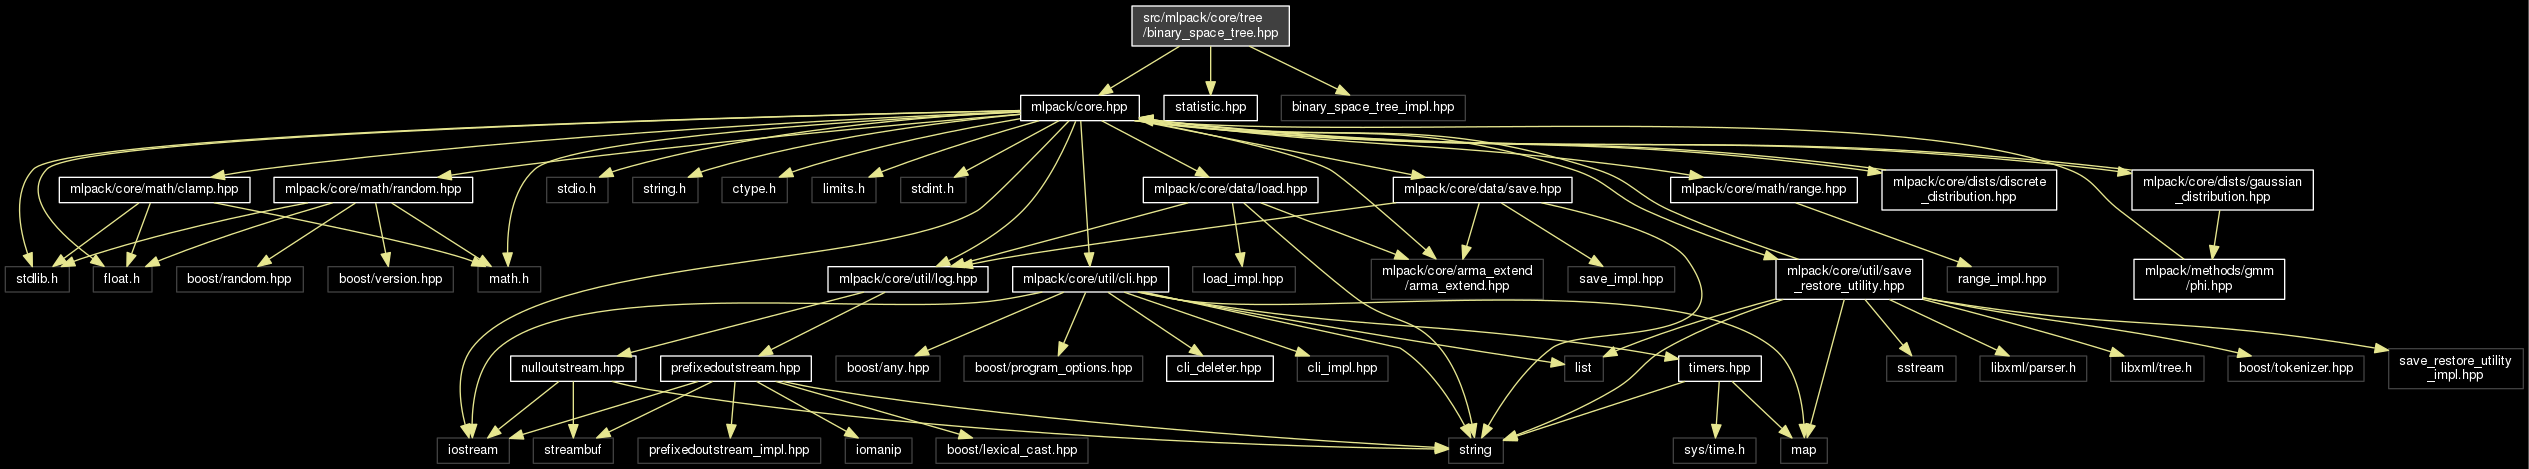 src/mlpack/core/tree
/binary_space_tree.hpp
mlpack/core.hpp
statistic.hpp
binary_space_tree_impl.hpp
mlpack/core/math/clamp.hpp
mlpack/core/math/random.hpp
stdio.h
string.h
ctype.h
limits.h
stdint.h
mlpack/core/data/load.hpp
mlpack/core/data/save.hpp
mlpack/core/math/range.hpp
mlpack/core/dists/discrete
_distribution.hpp
mlpack/core/dists/gaussian
_distribution.hpp
stdlib.h
float.h
boost/random.hpp
boost/version.hpp
math.h
mlpack/core/util/log.hpp
mlpack/core/util/cli.hpp
load_impl.hpp
mlpack/core/arma_extend
/arma_extend.hpp
save_impl.hpp
mlpack/core/util/save
_restore_utility.hpp
range_impl.hpp
mlpack/methods/gmm
/phi.hpp
nulloutstream.hpp
prefixedoutstream.hpp
boost/any.hpp
boost/program_options.hpp
cli_deleter.hpp
cli_impl.hpp
list
timers.hpp
sstream
libxml/parser.h
libxml/tree.h
boost/tokenizer.hpp
save_restore_utility
_impl.hpp
iostream
streambuf
prefixedoutstream_impl.hpp
iomanip
boost/lexical_cast.hpp
string
sys/time.h
map